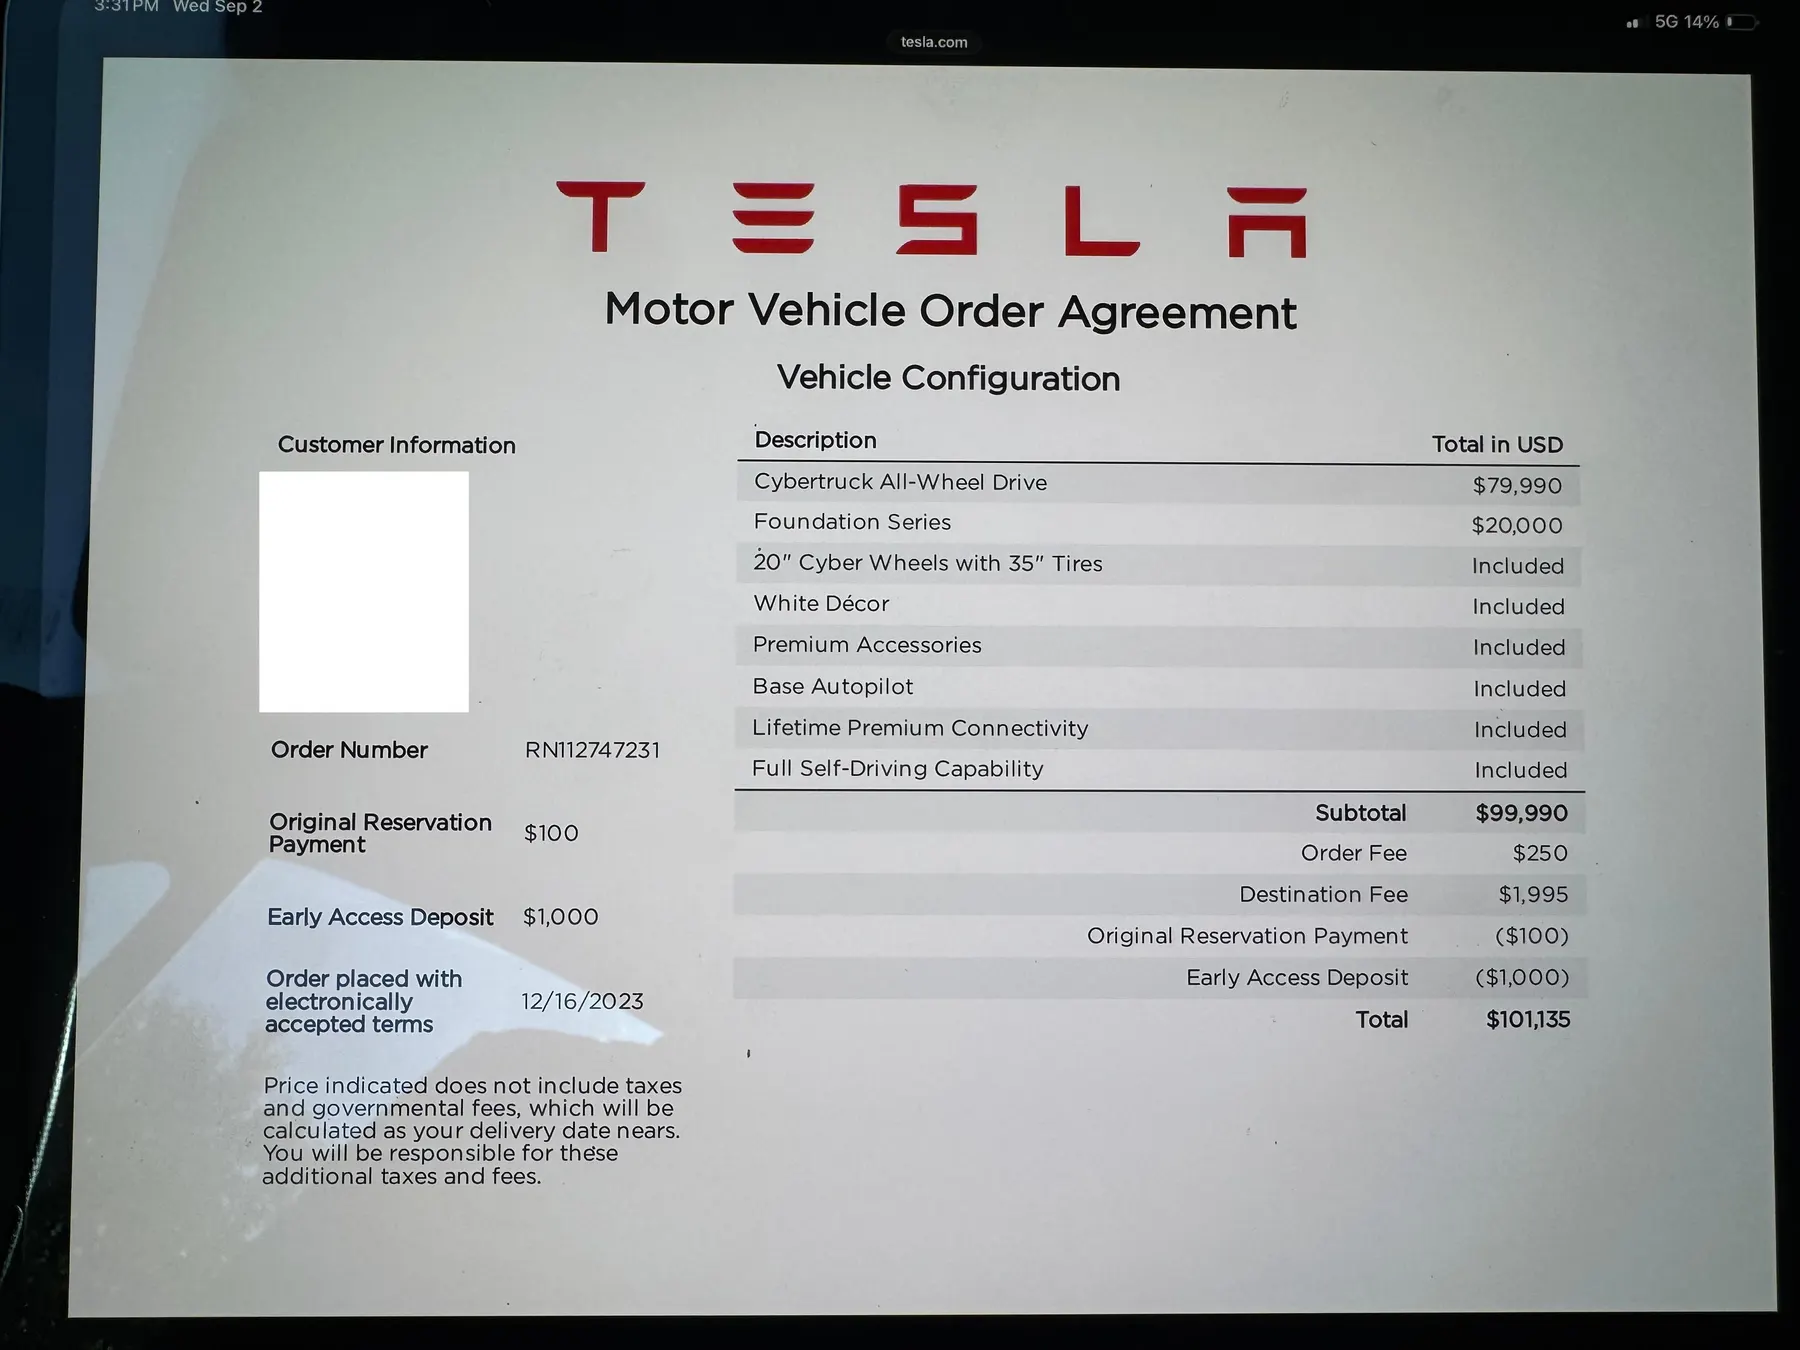 3:31 PM Wed Sep 2
5G 14%
tesla.com
TESLA
Motor Vehicle Order Agreement
Vehicle Configuration
Customer Information
Order Number RN112747231
Original Reservation
Payment $100
Early Access Deposit $1,000
Order placed with
electronically
accepted terms 12/16/2023
Price indicated does not include taxes
and governmental fees, which will be
calculated as your delivery date nears.
You will be responsible for these
additional taxes and fees.
Description Total in USD
Cybertruck All-Wheel Drive $79,990
Foundation Series $20,000
20" Cyber Wheels with 35" Tires Included
White Décor Included
Premium Accessories Included
Base Autopilot Included
Lifetime Premium Connectivity Included
Full Self-Driving Capability Included
Subtotal $99,990
Order Fee $250
Destination Fee $1,995
Original Reservation Payment ($100)
Early Access Deposit ($1,000)
Total $101,135